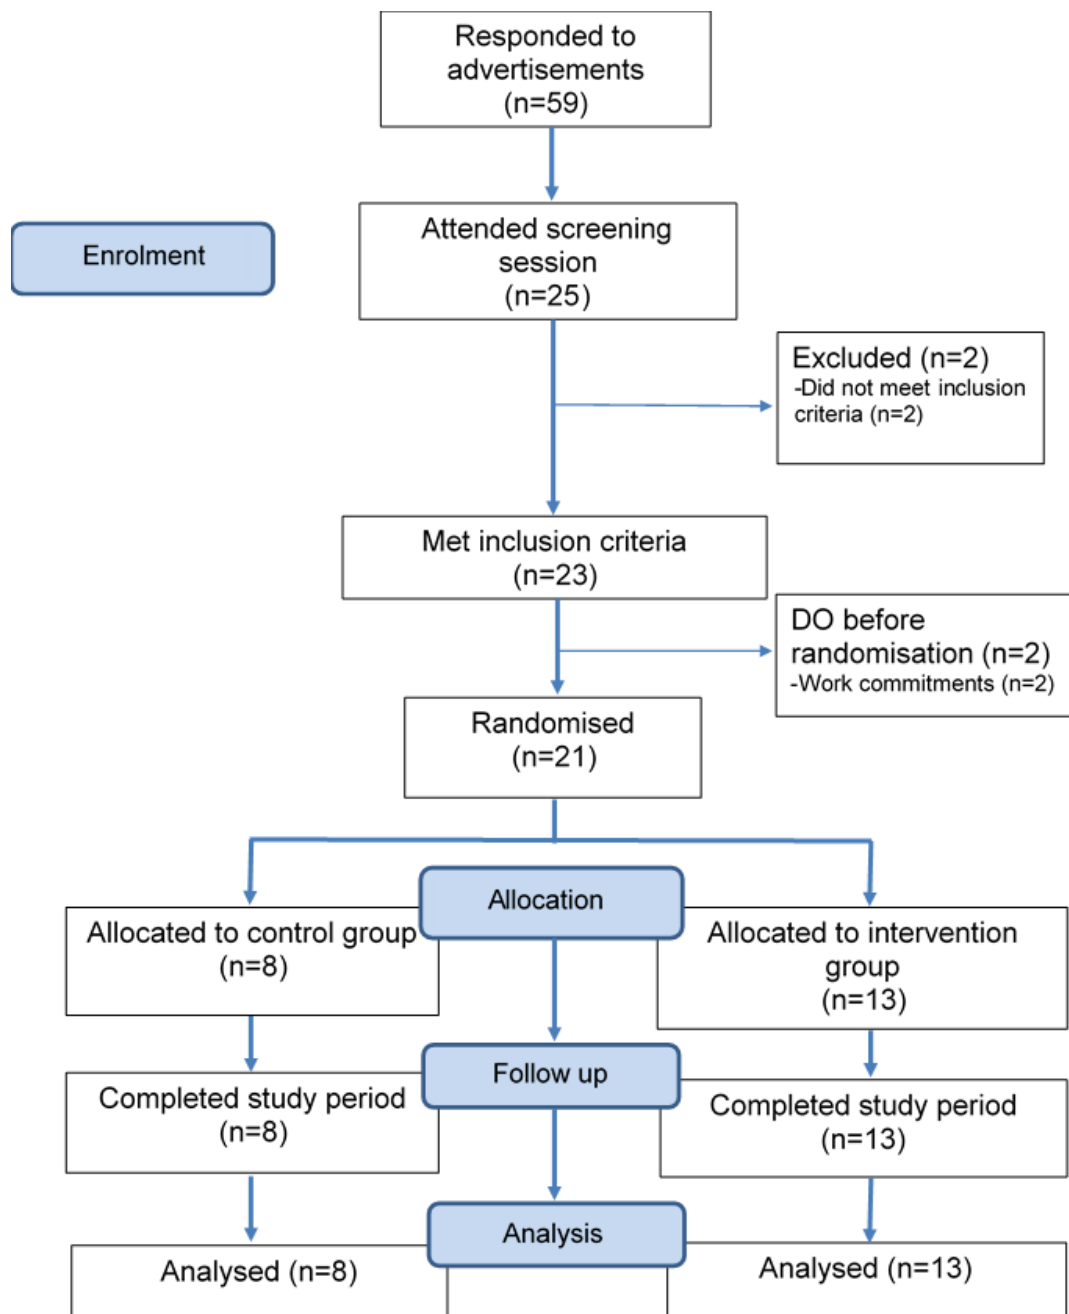 Responded to
advertisements
(n=59)
Enrolment
Attended screening
session
(n=25)
Excluded (n=2)
-Did not meet inclusion
criteria (n=2)
Met inclusion criteria
(n=23)
DO before
randomisation (n=2)
-Work commitments (n=2)
Randomised
(n=21)
Allocation
Allocated to control group
(n=8)
Allocated to intervention
group
(n=13)
Follow up
Completed study period
(n=8)
Completed study period
(n=13)
Analysis
Analysed (n=8)
Analysed (n=13)